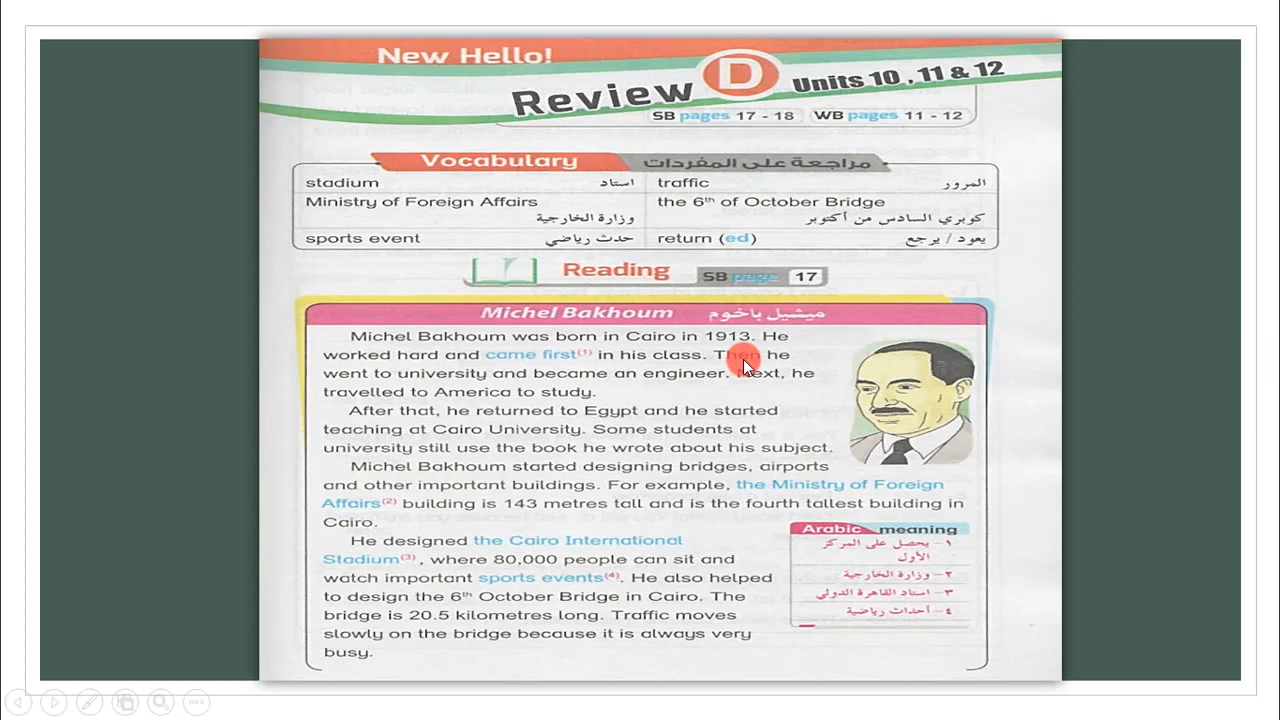 New Hello!
Review D Units 10 , 11 & 12
SB pages 17 - 18 WB pages 11 - 12
Vocabulary مراجعة على المفردات
stadium استاد traffic المرور
Ministry of Foreign Affairs the 6th of October Bridge
وزارة الخارجية كوبري السادس من أكتوبر
sports event حدث رياضي return (ed) يعود / يرجع
Reading SB page 17
Michel Bakhoum ميشيل باخوم
Michel Bakhoum was born in Cairo in 1913. He
worked hard and came first(1) in his class. Then he
went to university and became an engineer. Next, he
travelled to America to study.
After that, he returned to Egypt and he started
teaching at Cairo University. Some students at
university still use the book he wrote about his subject.
Michel Bakhoum started designing bridges, airports
and other important buildings. For example, the Ministry of Foreign
Affairs(2) building is 143 metres tall and is the fourth tallest building in
Cairo.
He designed the Cairo International
Stadium(3), where 80,000 people can sit and
watch important sports events(4). He also helped
to design the 6th October Bridge in Cairo. The
bridge is 20.5 kilometres long. Traffic moves
slowly on the bridge because it is always very
busy.
Arabic meaning
١- يحصل على المركز
الأول
٢- وزارة الخارجية
٣- استاد القاهرة الدولي
٤- أحداث رياضية